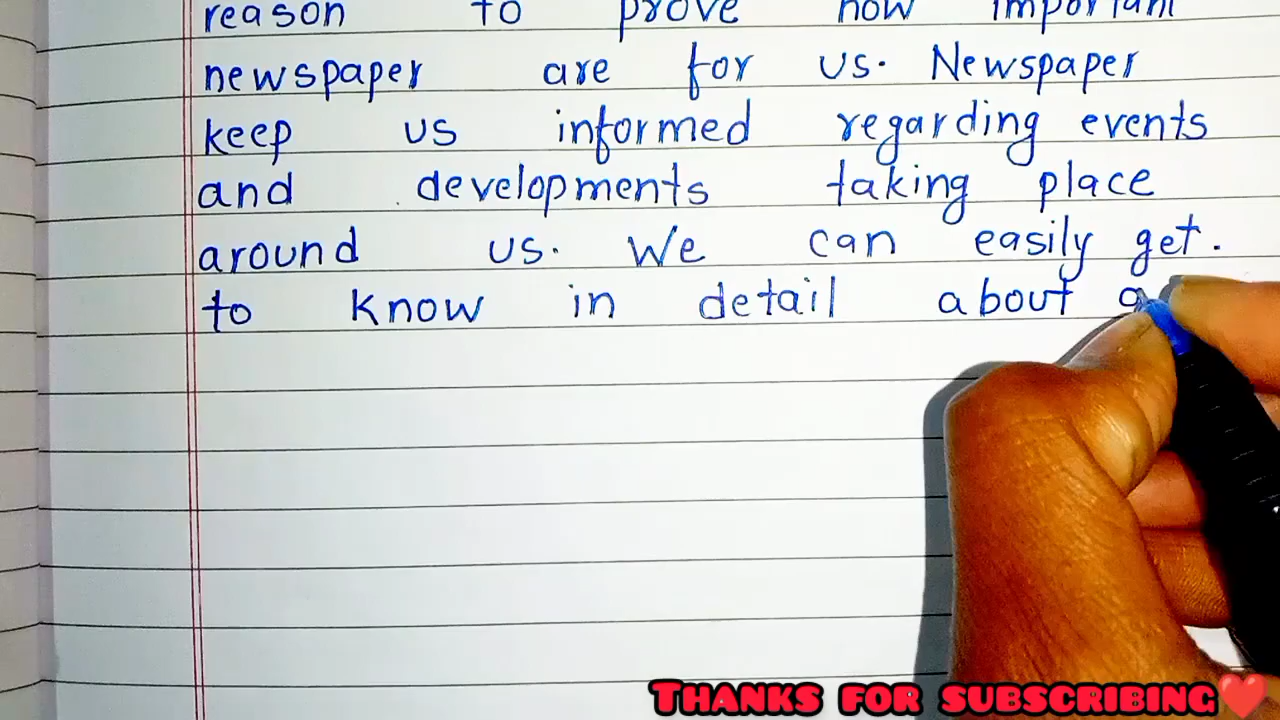 reason to prove how important
newspaper are for us. Newspaper
keep us informed regarding events
and developments taking place
around us. We can easily get.
to know in detail about a
THANKS FOR SUBSCRIBING❤️